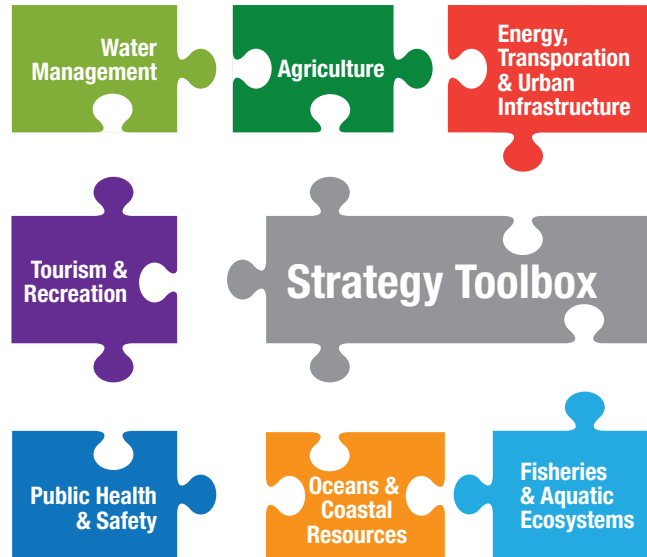 Water
Management
Agriculture
Energy,
Transporation
& Urban
Infrastructure
Tourism &
Recreation
Strategy Toolbox
Public Health
& Safety
Oceans &
Coastal
Resources
Fisheries
& Aquatic
Ecosystems